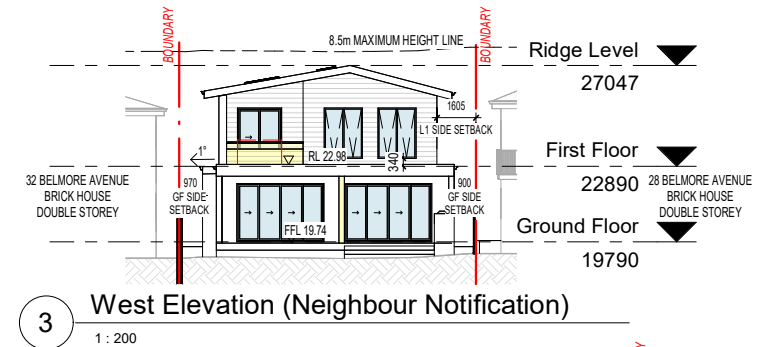 BOUNDARY
BOUNDARY
8.5m MAXIMUM HEIGHT LINE
Ridge Level
27047
1605
L1 SIDE SETBACK
1°
RL 22.98
340
First Floor
22890
32 BELMORE AVENUE
BRICK HOUSE
DOUBLE STOREY
970
GF SIDE
SETBACK
900
GF SIDE
SETBACK
28 BELMORE AVENUE
BRICK HOUSE
DOUBLE STOREY
FFL 19.74
Ground Floor
19790
3
West Elevation (Neighbour Notification)
1 : 200